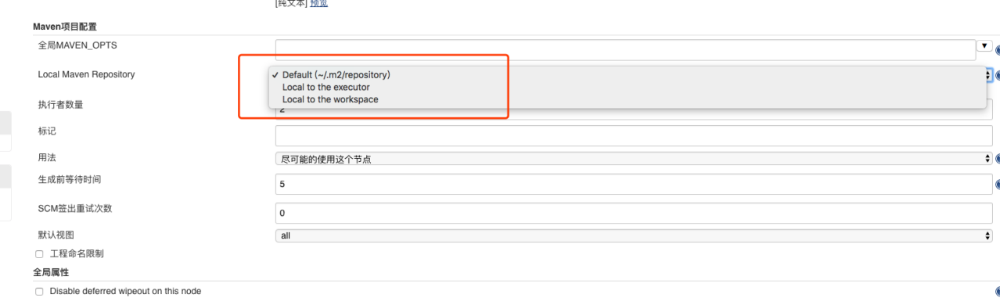 [纯文本] 预览
Maven项目配置
全局MAVEN_OPTS
▼
Local Maven Repository
✓ Default (~/.m2/repository)
Local to the executor
Local to the workspace
执行者数量
2
标记
用法
尽可能的使用这个节点
生成前等待时间
5
SCM签出重试次数
0
默认视图
all
工程命名限制
全局属性
Disable deferred wipeout on this node